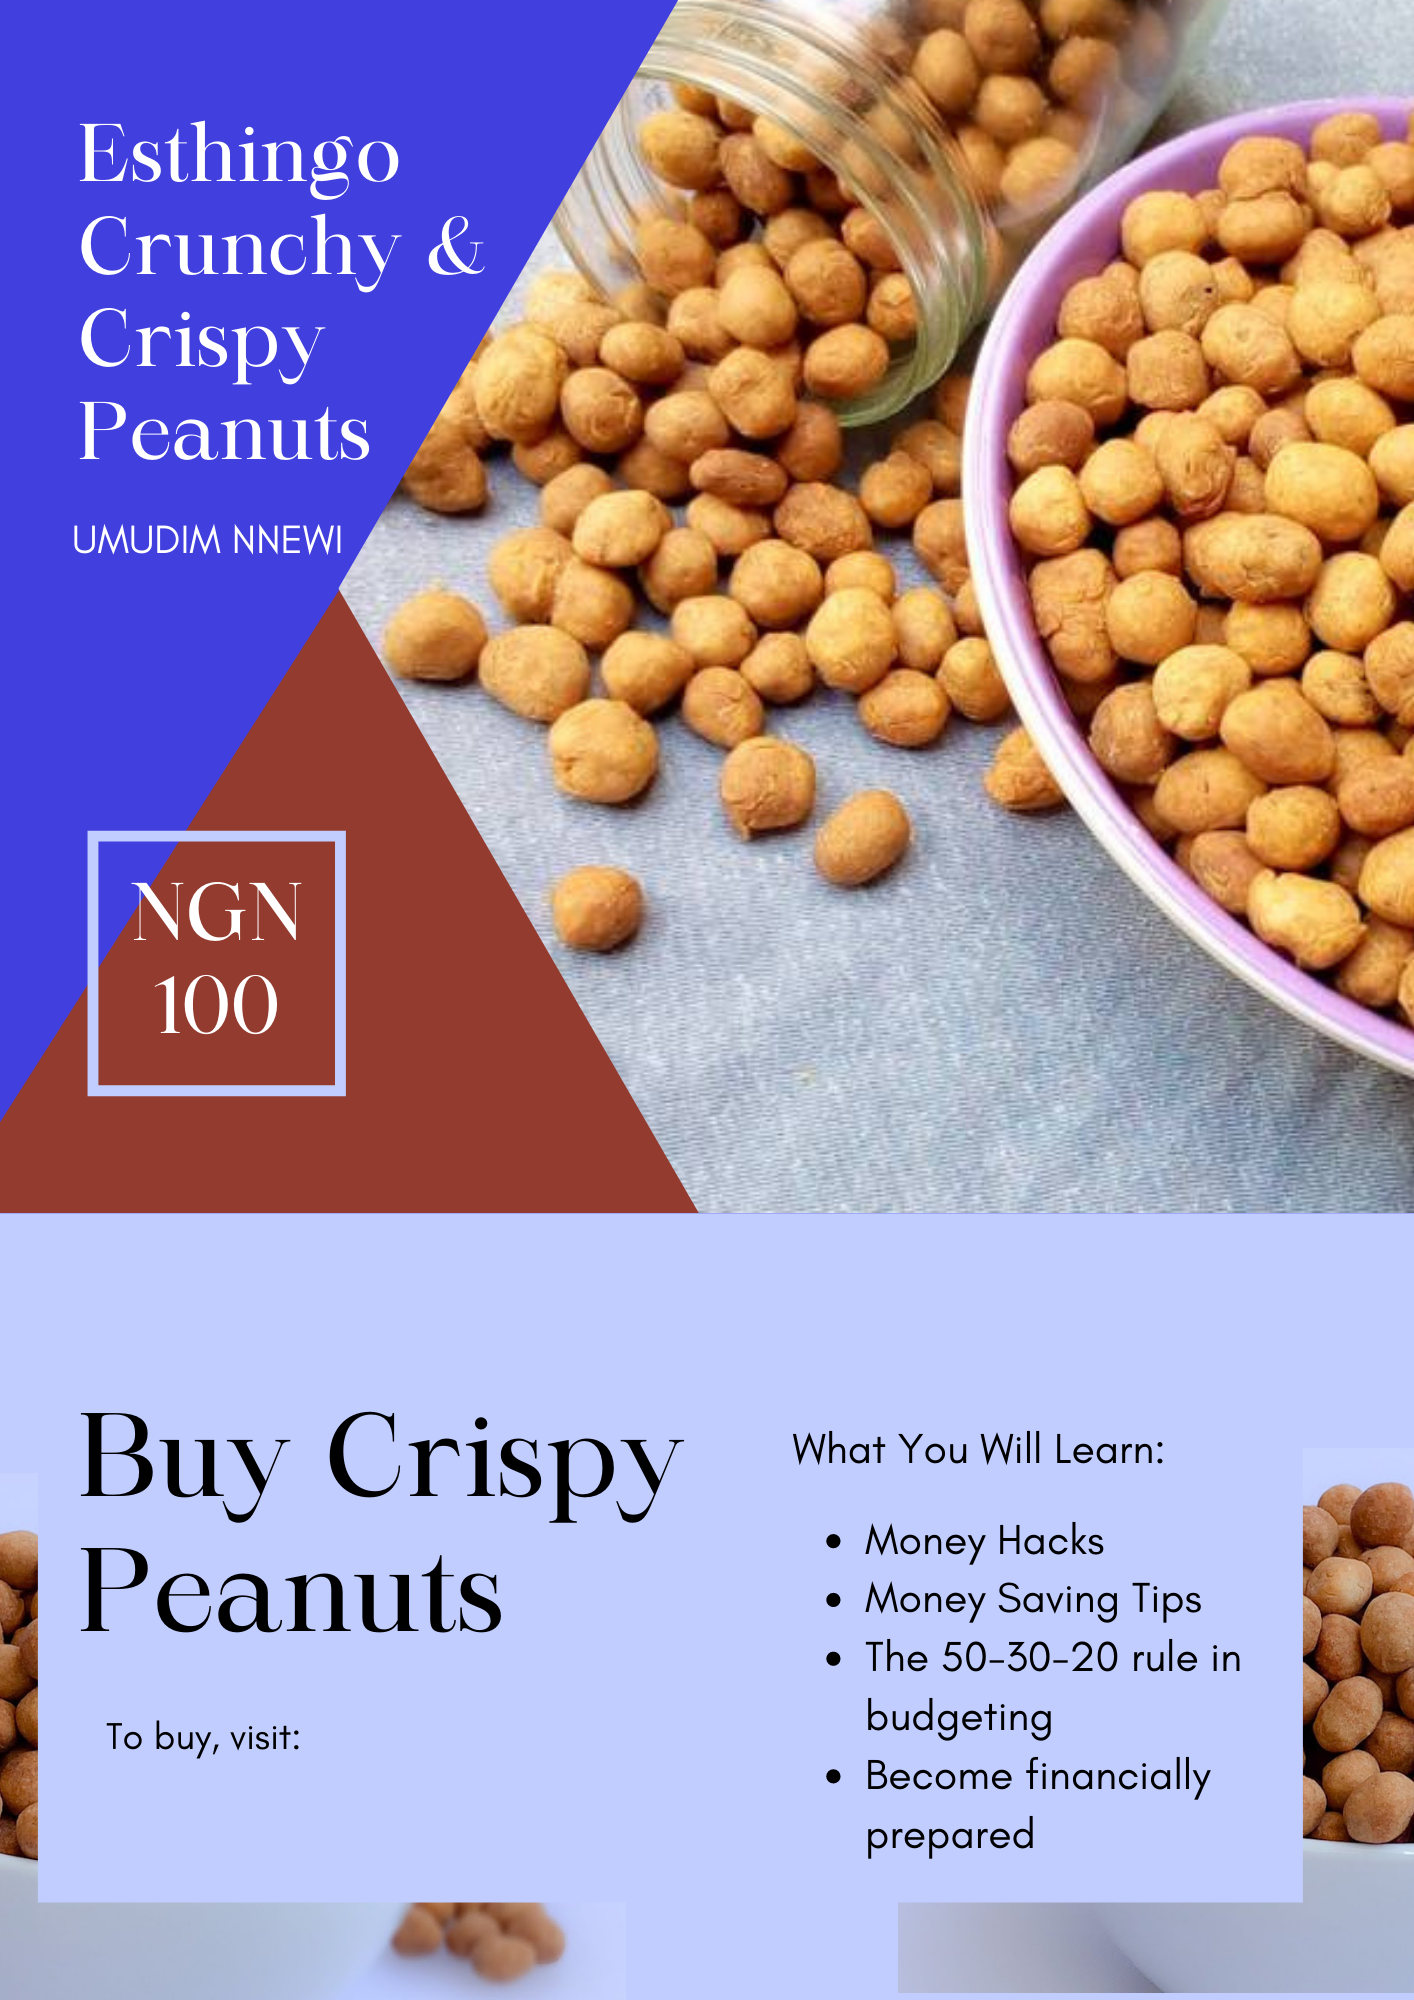 Esthingo
Crunchy &
Crispy
Peanuts
UMUDIM NNEWI
NGN
100
Buy Crispy
Peanuts
To buy, visit:
What You Will Learn:
• Money Hacks
• Money Saving Tips
• The 50-30-20 rule in
budgeting
• Become financially
prepared